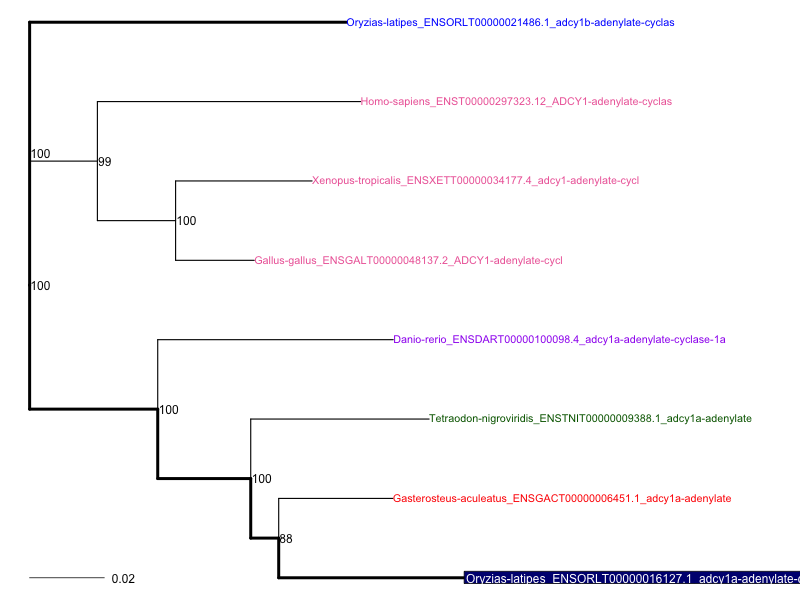 Oryzias-latipes_ENSORLT00000021486.1_adcy1b-adenylate-cyclas
Homo-sapiens_ENST00000297323.12_ADCY1-adenylate-cyclas
100
99
Xenopus-tropicalis_ENSXETT00000034177.4_adcy1-adenylate-cycl
100
Gallus-gallus_ENSGALT00000048137.2_ADCY1-adenylate-cycl
100
Danio-rerio_ENSDART00000100098.4_adcy1a-adenylate-cyclase-1a
100
Tetraodon-nigroviridis_ENSTNIT00000009388.1_adcy1a-adenylate
100
Gasterosteus-aculeatus_ENSGACT00000006451.1_adcy1a-adenylate
88
Oryzias-latipes_ENSORLT00000016127.1_adcy1a-adenylate-c
0.02